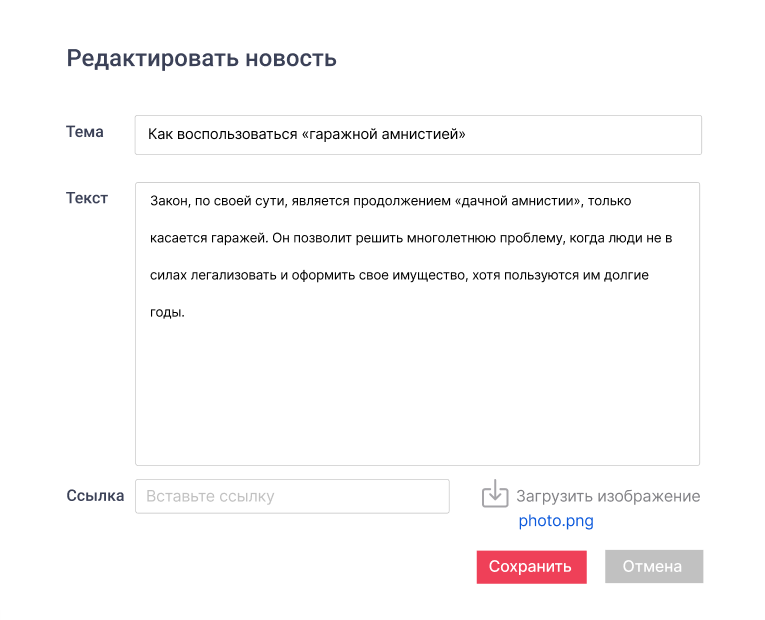 Редактировать новость
Тема
Как воспользоваться «гаражной амнистией»
Текст
Закон, по своей сути, является продолжением «дачной амнистии», только
касается гаражей. Он позволит решить многолетнюю проблему, когда люди не в
силах легализовать и оформить свое имущество, хотя пользуются им долгие
годы.
Ссылка
Вставьте ссылку
Загрузить изображение
photo.png
Сохранить
Отмена